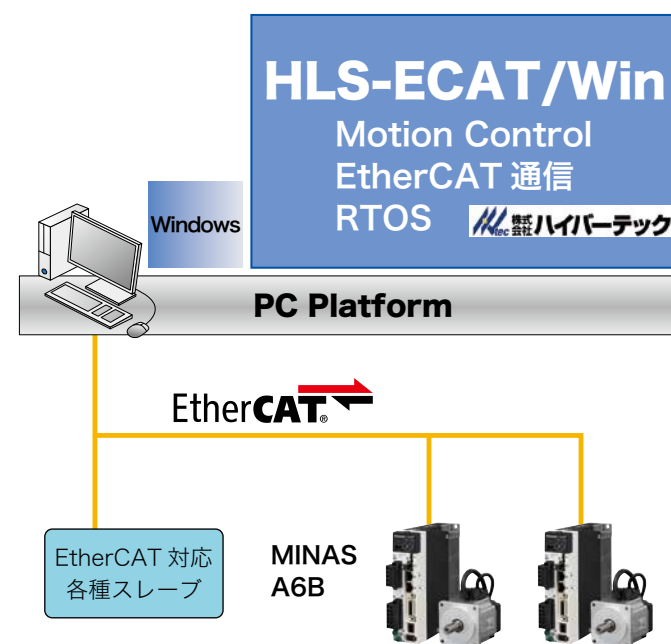 HLS-ECAT/Win
Motion Control
EtherCAT 通信
RTOS
株式会社 ハイバーテック
Windows
PC Platform
EtherCAT®
EtherCAT 対応
各種スレーブ
MINAS
A6B